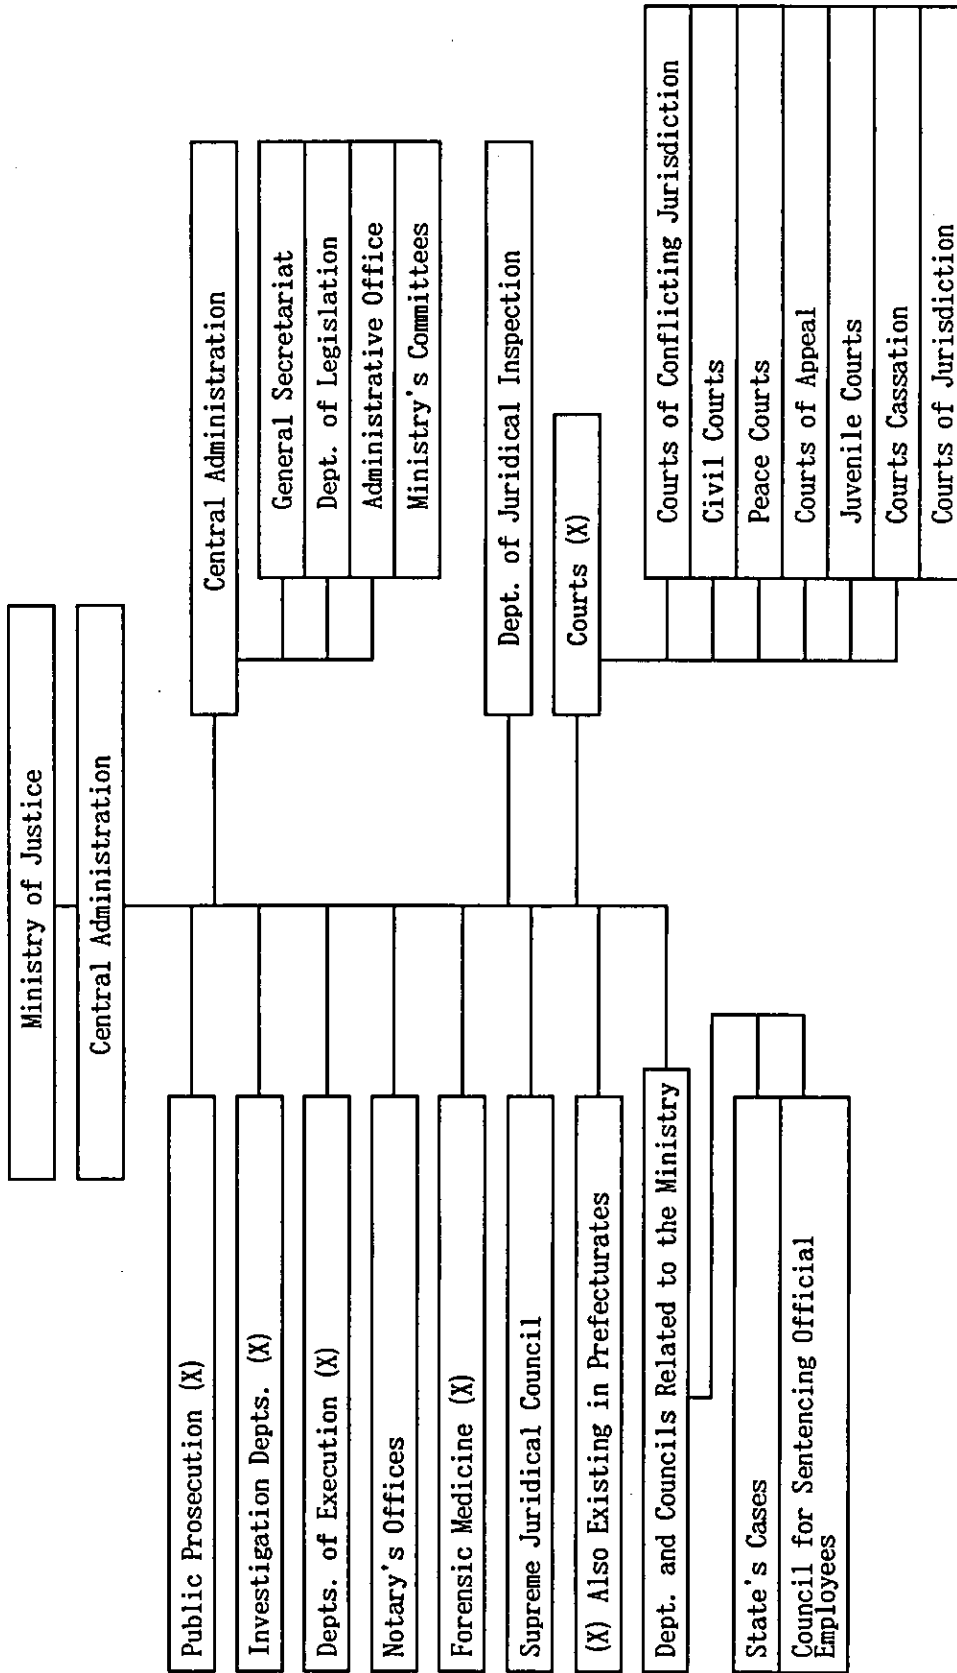 Ministry of Justice
Central Administration
Public Prosecution (X)
Investigation Depts. (X)
Depts. of Execution (X)
Notary's Offices
Forensic Medicine (X)
Supreme Juridical Council
(X) Also Existing in Prefecturates
Dept. and Councils Related to the Ministry
State's Cases
Council for Sentencing Official
Employees
Central Administration
General Secretariat
Dept. of Legislation
Administrative Office
Ministry's Committees
Dept. of Juridical Inspection
Courts (X)
Courts of Conflicting Jurisdiction
Civil Courts
Peace Courts
Courts of Appeal
Juvenile Courts
Courts Cassation
Courts of Jurisdiction